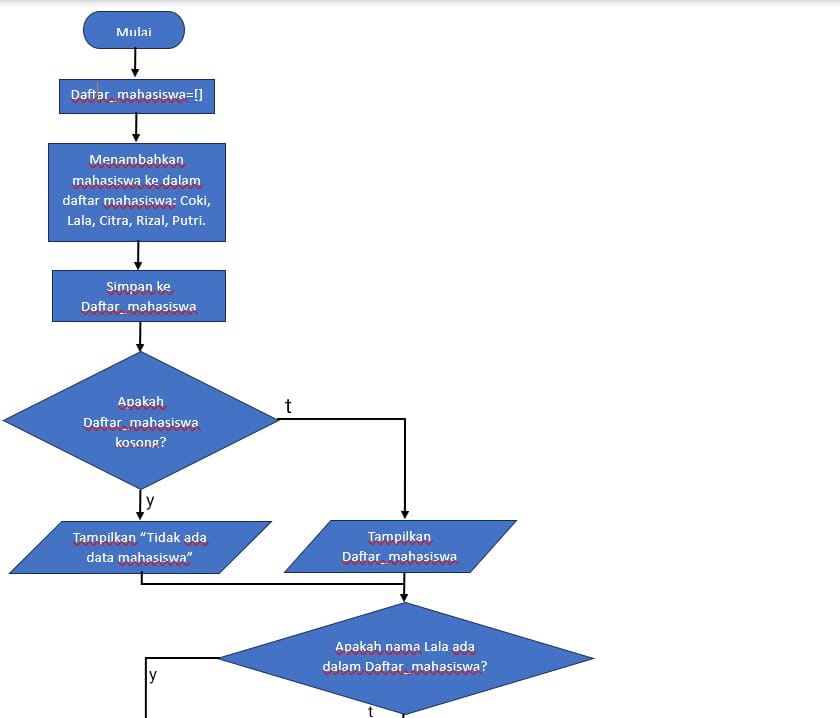 Mulai
Daftar_mahasiswa=[]
Menambahkan
mahasiswa ke dalam
daftar mahasiswa: Coki,
Lala, Citra, Rizal, Putri.
Simpan ke
Daftar_mahasiswa
Apakah
Daftar_mahasiswa
kosong?
t
y
Tampilkan “Tidak ada
data mahasiswa”
Tampilkan
Daftar_mahasiswa
Apakah nama Lala ada
dalam Daftar_mahasiswa?
y
t